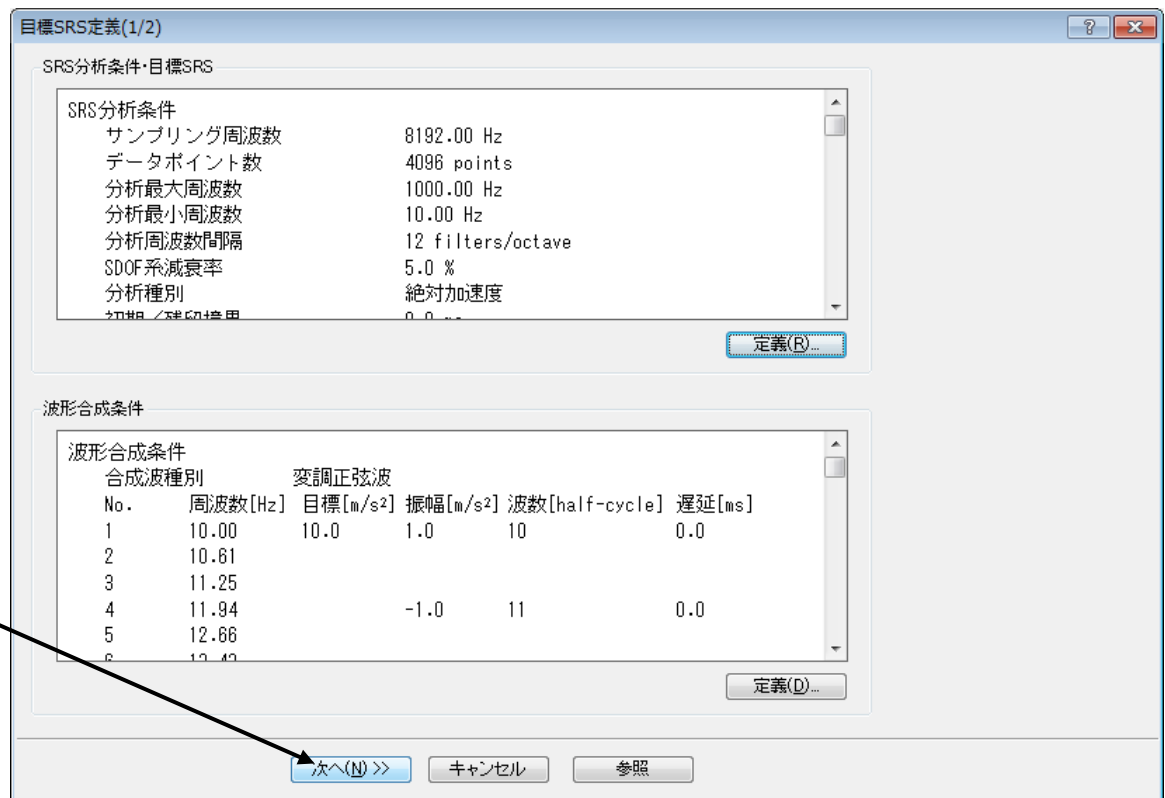 目標SRS定義(1/2)
SRS分析条件・目標SRS
SRS分析条件
サンプリング周波数 8192.00 Hz
データポイント数 4096 points
分析最大周波数 1000.00 Hz
分析最小周波数 10.00 Hz
分析周波数間隔 12 filters/octave
SDOF系減衰率 5.0 %
分析種別 絶対加速度
定義(R)...
波形合成条件
波形合成条件
合成波種別 変調正弦波
No. 周波数[Hz] 目標[m/s²] 振幅[m/s²] 波数[half-cycle] 遅延[ms]
1 10.00 10.0 1.0 10 0.0
2 10.61
3 11.25
4 11.94 -1.0 11 0.0
5 12.66
定義(D)...
次へ(N) >> キャンセル 参照